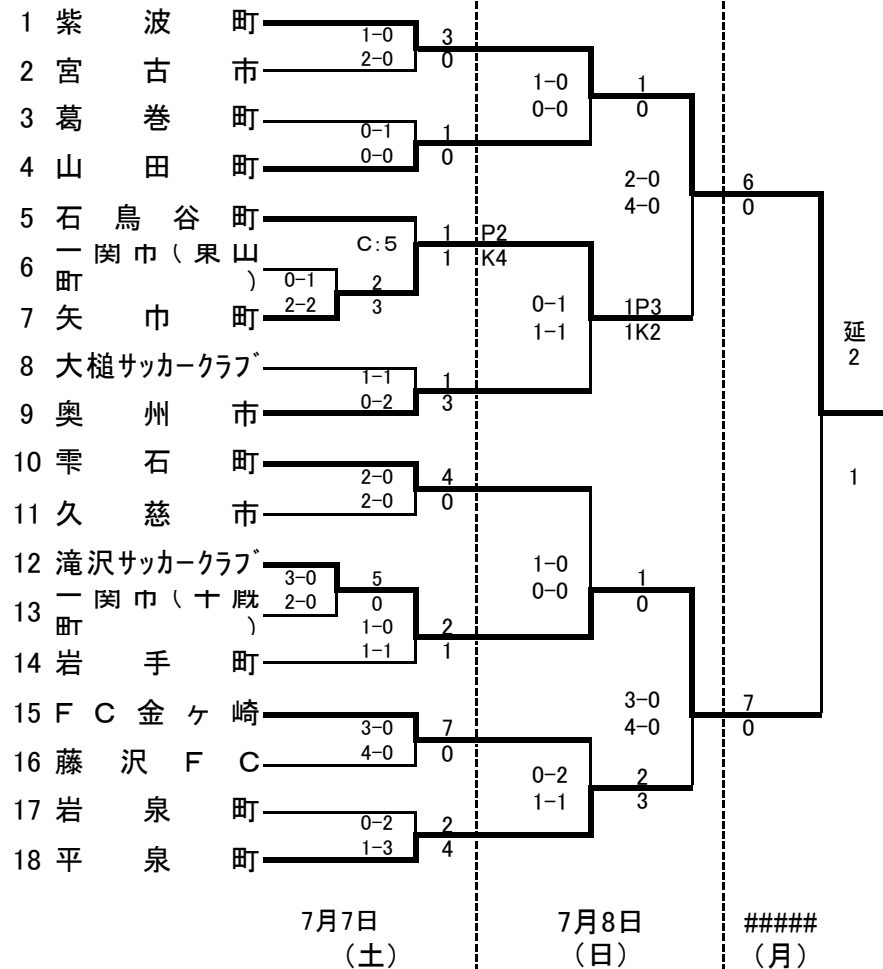 1 紫波町
1-0 3
2-0 0
2 宮古市
1-0 1
0-0 0
3 葛巻町
0-1 1
0-0 0
4 山田町
2-0 6
4-0 0
5 石鳥谷町
C:5 1 P2
1 K4
6 一関市(東山町)
0-1 2
2-2 3
7 矢巾町
0-1 1P3
1-1 1K2
延
2
8 大槌サッカークラブ
1-1 1
0-2 3
9 奥州市
10 雫石町
2-0 4
2-0 0
1
11 久慈市
12 滝沢サッカークラブ
3-0 5
2-0 0
1-0 1
0-0 0
13 一関市(千厩町)
1-0 2
1-1 1
14 岩手町
15 FC金ヶ崎
3-0 7
4-0 0
3-0 7
4-0 0
16 藤沢FC
0-2 2
1-1 3
17 岩泉町
0-2 2
1-3 4
18 平泉町
7月7日 7月8日 #####
(土) (日) (月)